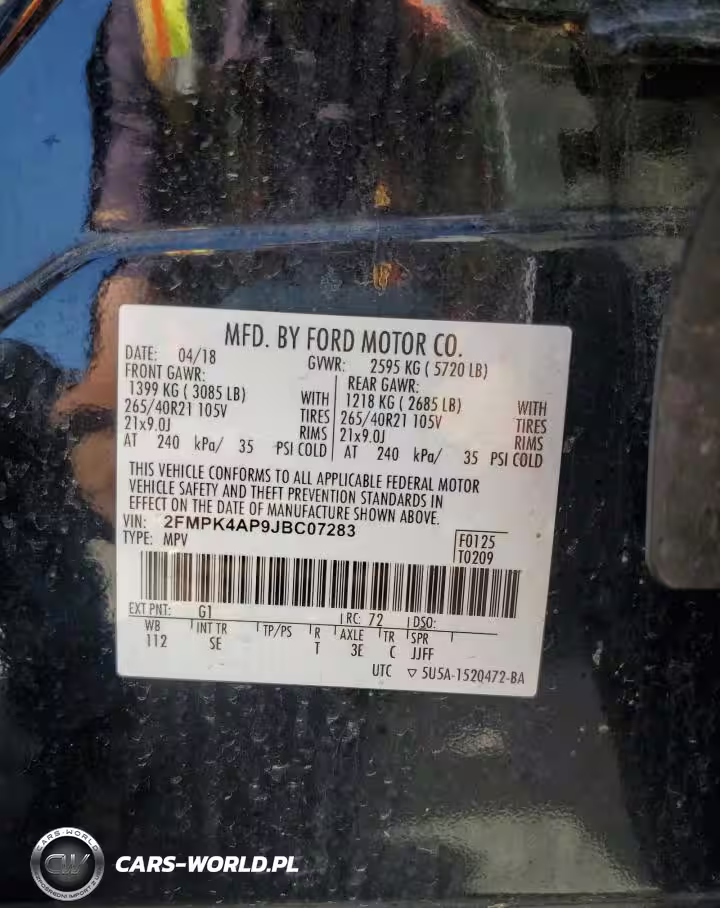 MFD. BY FORD MOTOR CO.
DATE: 04/18 GVWR: 2595 KG ( 5720 LB)
FRONT GAWR: REAR GAWR:
1399 KG ( 3085 LB) WITH 1218 KG ( 2685 LB) WITH
265/40R21 105V TIRES 265/40R21 105V TIRES
21x9.0J RIMS 21x9.0J RIMS
AT 240 kPa/ 35 PSI COLD AT 240 kPa/ 35 PSI COLD
THIS VEHICLE CONFORMS TO ALL APPLICABLE FEDERAL MOTOR
VEHICLE SAFETY AND THEFT PREVENTION STANDARDS IN
EFFECT ON THE DATE OF MANUFACTURE SHOWN ABOVE.
VIN: 2FMPK4AP9JBC07283
TYPE: MPV
F0125
T0209
EXT PNT: G1 RC: 72 DSO:
WB INT TR TP/PS R AXLE TR SPR
112 SE T 3E C JJFF
UTC ▽ 5U5A-1520472-BA
CARS-WORLD
CW
CARS-WORLD.PL